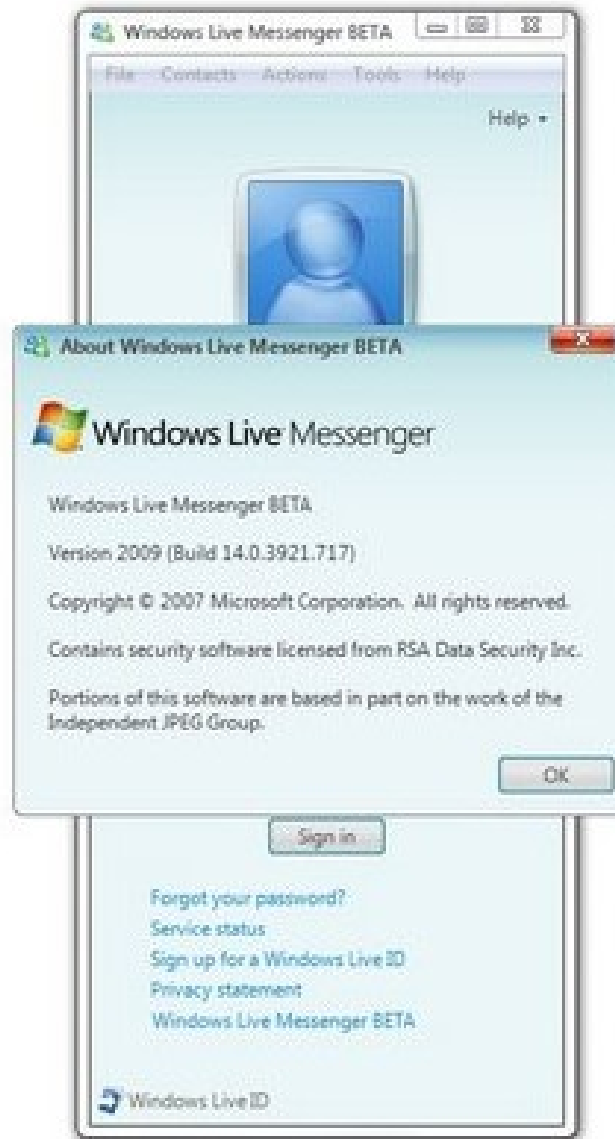 Windows Live Messenger BETA
File Contacts Actions Tools Help
Help
About Windows Live Messenger BETA
Windows Live Messenger
Windows Live Messenger BETA
Version 2009 (Build 14.0.3921.717)
Copyright © 2007 Microsoft Corporation. All rights reserved.
Contains security software licensed from RSA Data Security Inc.
Portions of this software are based in part on the work of the
Independent JPEG Group.
OK
Sign in
Forgot your password?
Service status
Sign up for a Windows Live ID
Privacy statement
Windows Live Messenger BETA
Windows Live ID